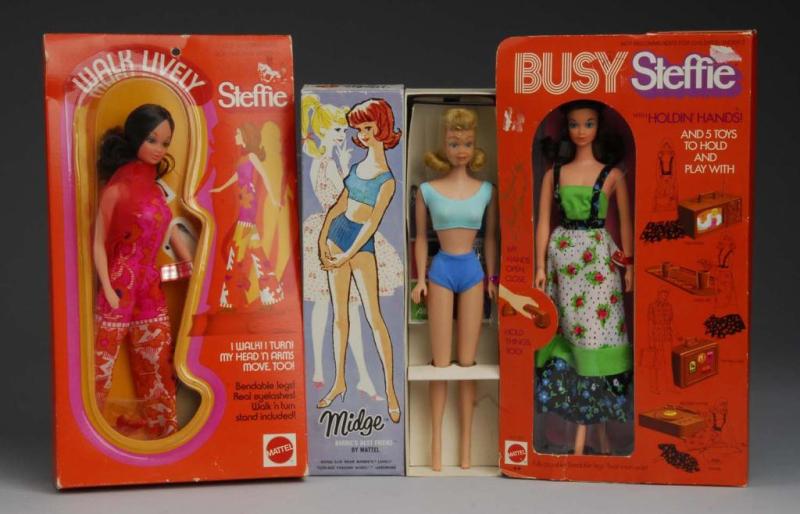 WALK LIVELY
Steffie
I WALK! I TURN!
MY HEAD 'N ARMS
MOVE, TOO!
Bendable legs!
Real eyelashes!
Walk 'n turn
stand included!
MATTEL
Midge
BARBIE'S BEST FRIEND
BY MATTEL
BUSY Steffie
WITH HOLDIN' HANDS!
AND 5 TOYS
TO HOLD
AND
PLAY WITH
MY
HANDS
OPEN,
CLOSE,
HOLD
THINGS,
TOO!
MATTEL